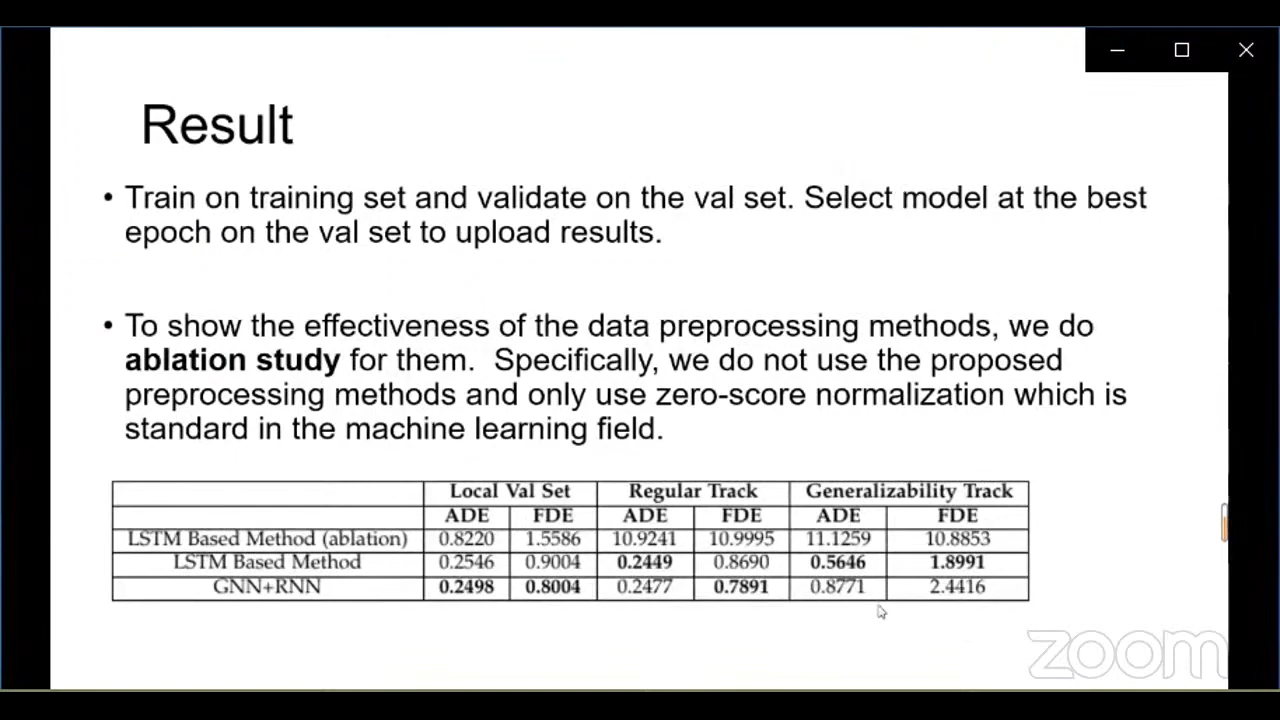 Result
• Train on training set and validate on the val set. Select model at the best
epoch on the val set to upload results.
• To show the effectiveness of the data preprocessing methods, we do
ablation study for them. Specifically, we do not use the proposed
preprocessing methods and only use zero-score normalization which is
standard in the machine learning field.
Local Val Set Regular Track Generalizability Track
ADE FDE ADE FDE ADE FDE
LSTM Based Method (ablation) 0.8220 1.5586 10.9241 10.9995 11.1259 10.8853
LSTM Based Method 0.2546 0.9004 0.2449 0.8690 0.5646 1.8991
GNN+RNN 0.2498 0.8004 0.2477 0.7891 0.8771 2.4416
zoom